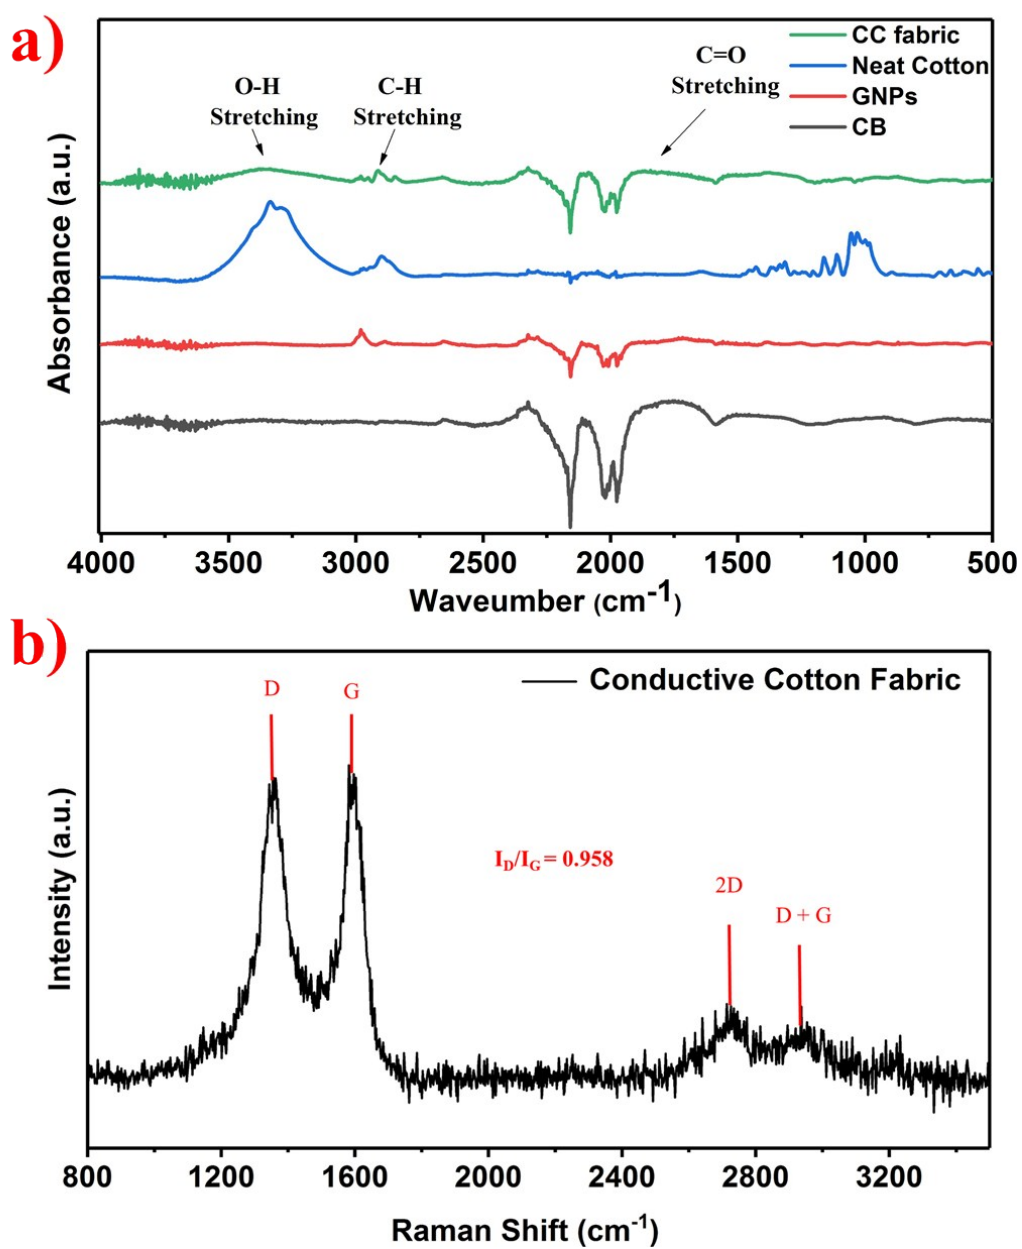 a)
CC fabric
Neat Cotton
GNPs
CB
O-H
Stretching
C-H
Stretching
C=O
Stretching
Absorbance (a.u.)
4000 3500 3000 2500 2000 1500 1000 500
Waveumber (cm⁻¹)
b)
Conductive Cotton Fabric
D
G
I_D/I_G = 0.958
2D
D + G
Intensity (a.u.)
800 1200 1600 2000 2400 2800 3200
Raman Shift (cm⁻¹)